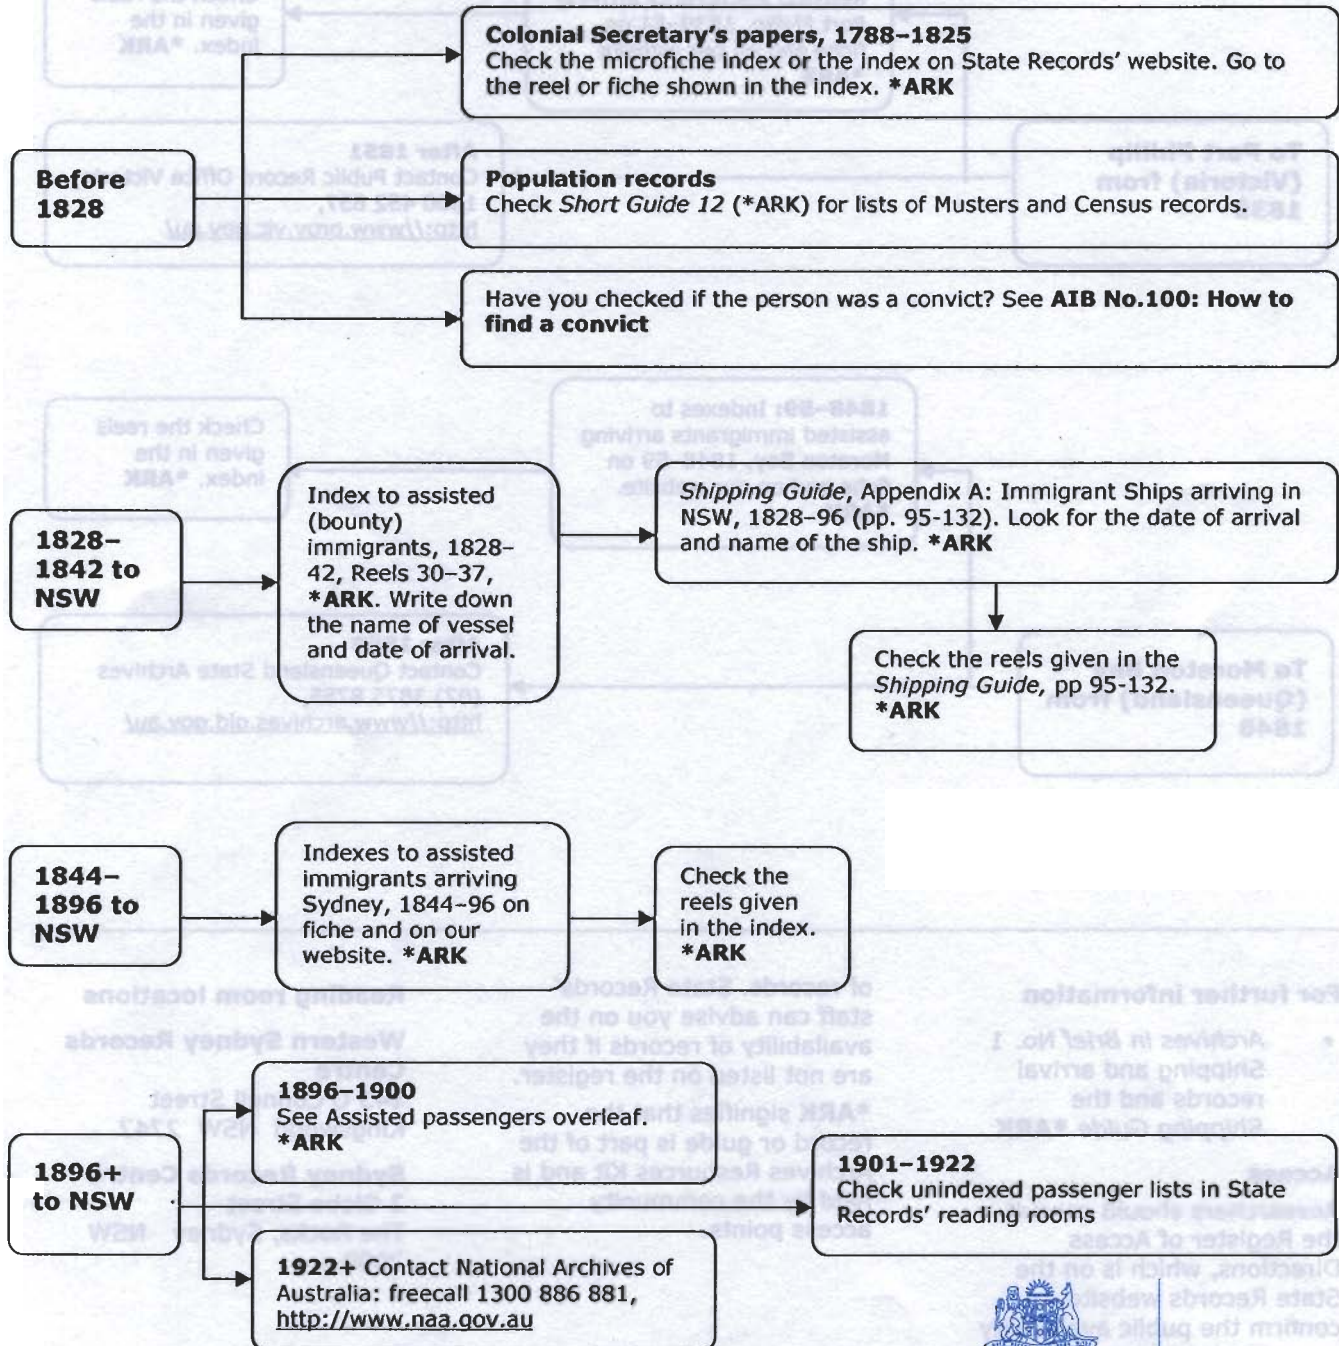 Before
1828
Colonial Secretary's papers, 1788–1825
Check the microfiche index or the index on State Records' website. Go to
the reel or fiche shown in the index. *ARK
Population records
Check Short Guide 12 (*ARK) for lists of Musters and Census records.
Have you checked if the person was a convict? See AIB No.100: How to
find a convict
1828–
1842 to
NSW
Index to assisted
(bounty)
immigrants, 1828–
42, Reels 30–37,
*ARK. Write down
the name of vessel
and date of arrival.
Shipping Guide, Appendix A: Immigrant Ships arriving in
NSW, 1828–96 (pp. 95-132). Look for the date of arrival
and name of the ship. *ARK
Check the reels given in the
Shipping Guide, pp 95-132.
*ARK
1844–
1896 to
NSW
Indexes to assisted
immigrants arriving
Sydney, 1844–96 on
fiche and on our
website. *ARK
Check the
reels given
in the index.
*ARK
1896+
to NSW
1896–1900
See Assisted passengers overleaf.
*ARK
1901–1922
Check unindexed passenger lists in State
Records' reading rooms
1922+ Contact National Archives of
Australia: freecall 1300 886 881,
http://www.naa.gov.au